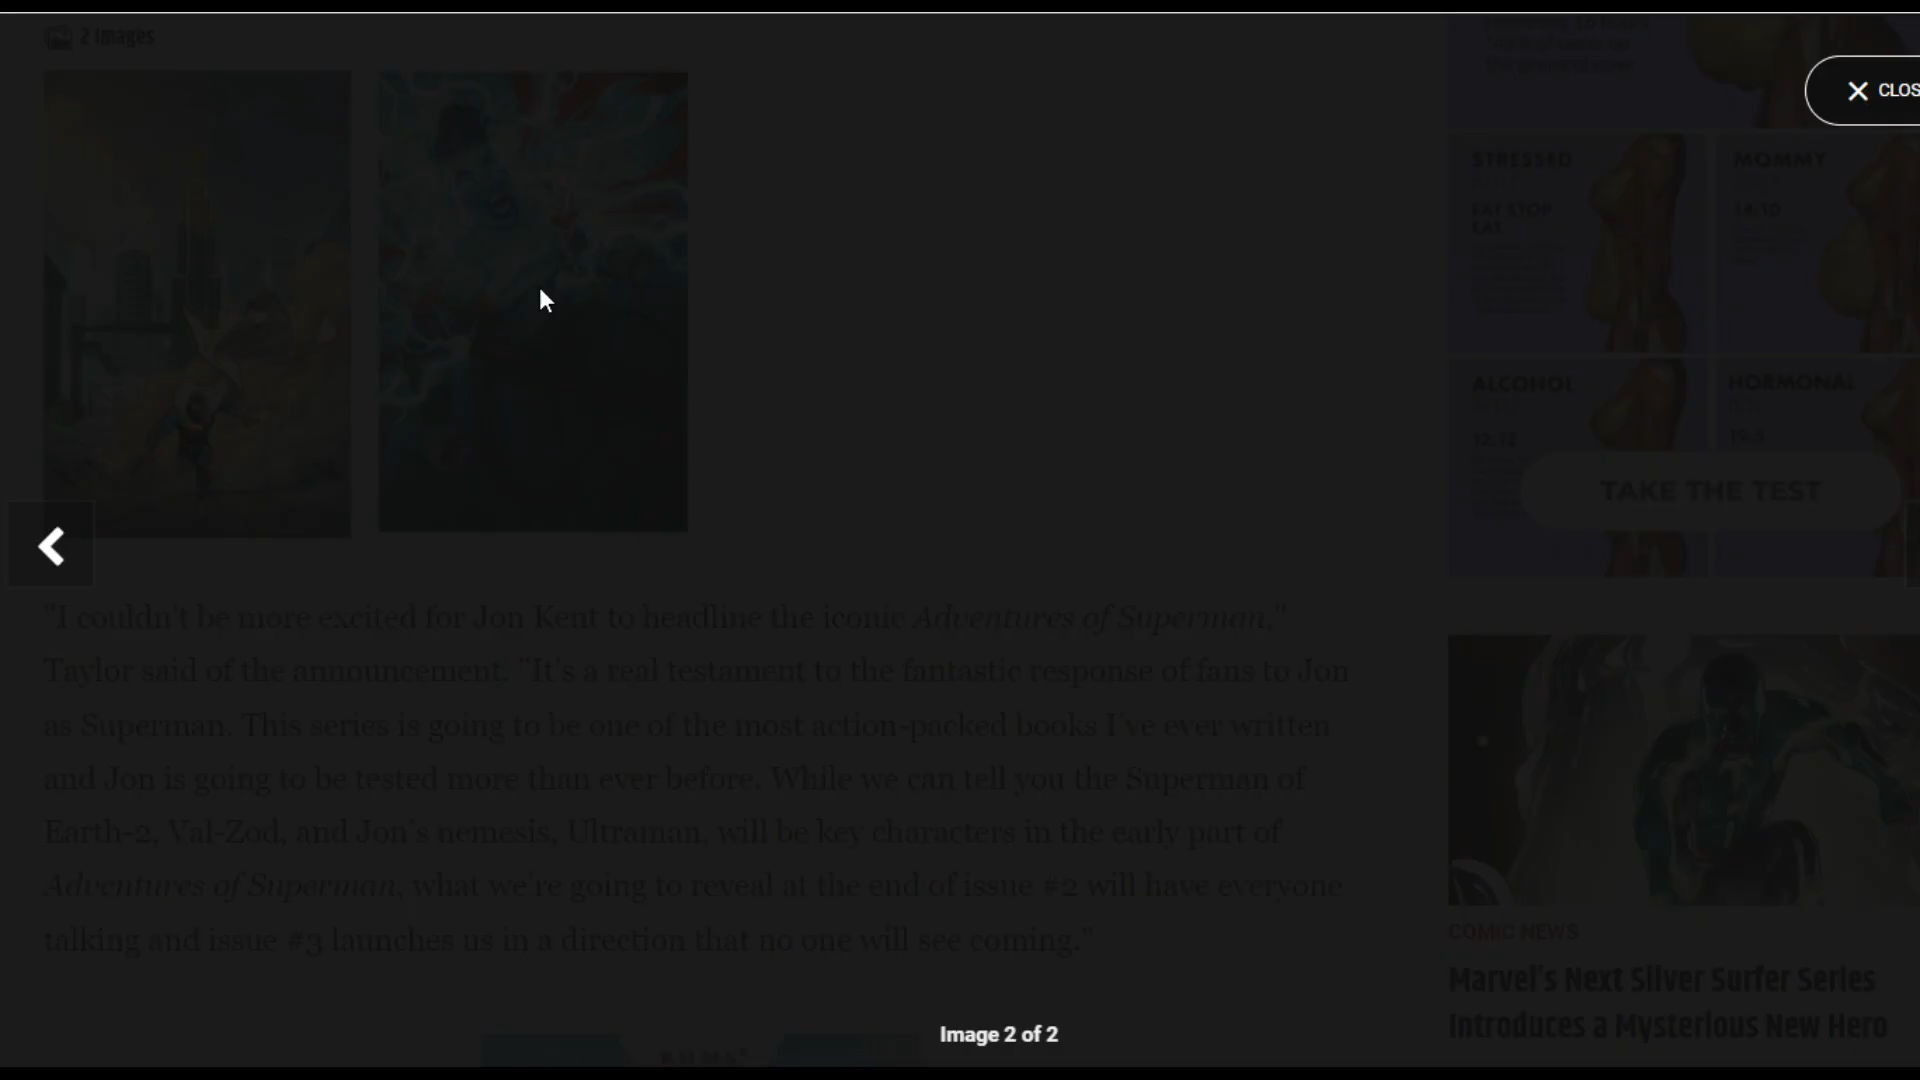 2 Images
CLOS
STRESSED
MOMMY
EAT STOP
EAT
14:10
ALCOHOL
HORMONAL
12:12
TAKE THE TEST
"I couldn't be more excited for Jon Kent to headline the iconic Adventures of Superman,"
Taylor said of the announcement. "It's a real testament to the fantastic response of fans to Jon
as Superman. This series is going to be one of the most action-packed books I've ever written
and Jon is going to be tested more than ever before. While we can tell you the Superman of
Earth-2, Val-Zod, and Jon's nemesis, Ultraman, will be key characters in the early part of
Adventures of Superman, what we're going to reveal at the end of issue #2 will have everyone
talking and issue #3 launches us in a direction that no one will see coming."
COMIC NEWS
Marvel's Next Silver Surfer Series
Introduces a Mysterious New Hero
Image 2 of 2